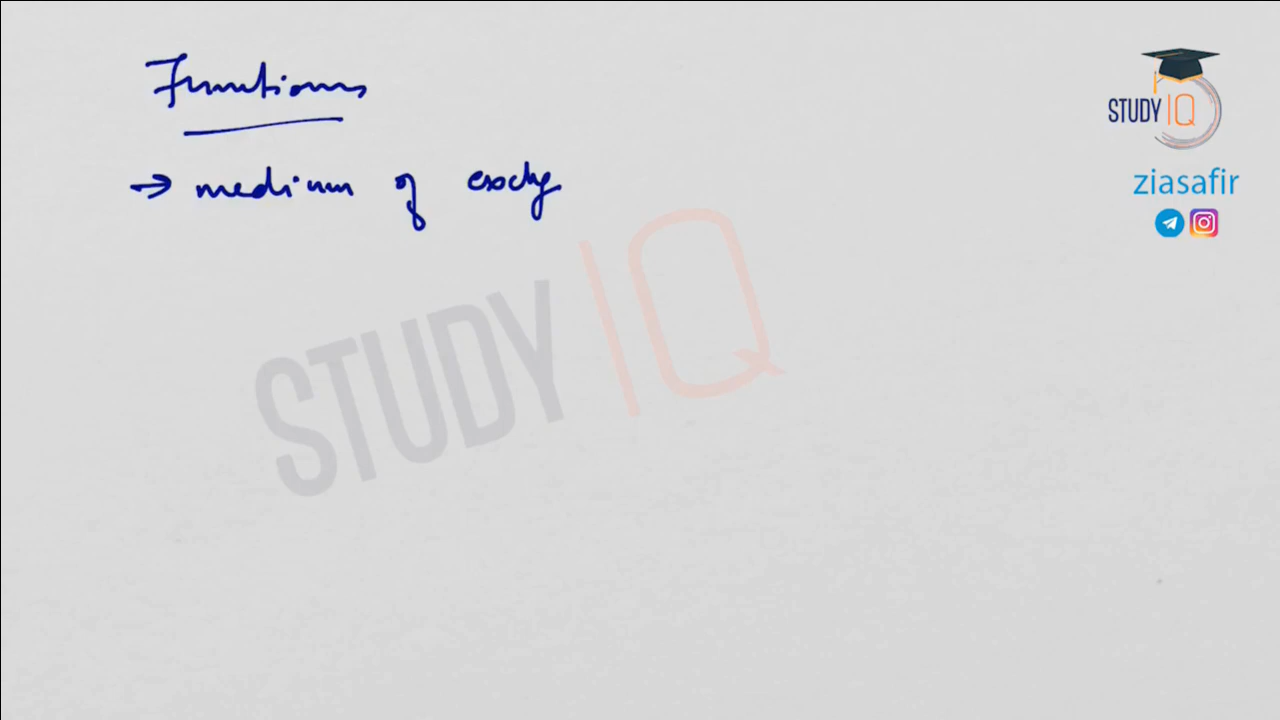 Functions
→ medium of exchg
STUDY IQ
ziasafir
STUDY IQ